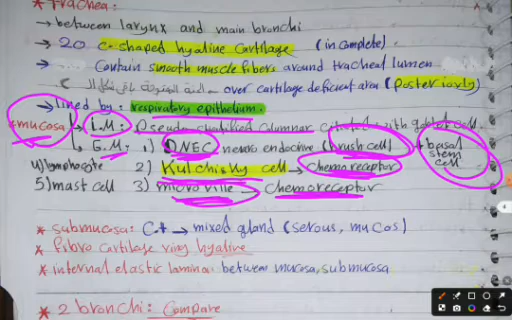 * Trachea:
→ between larynx and main bronchi
→ 20 C-shaped hyaline cartilage (incomplete)
→ Contain smooth muscle fibers around tracheal lumen
over cartilage deficient area (posteriorly)
→ lined by: respiratory epithelium.
*mucosa L.M: Pseudo stratified columnar ciliated with goblet cell
E.M: 1) DNEC neuro endocrine (brush cell) + basal stem cell
4) lymphocyte 2) Kulchisky cell → chemoreceptor
5) mast cell 3) microville → chemoreceptor
* submucosa: C.t → mixed gland (serous, mucos)
* fibro cartilage ring hyaline
* internal elastic lamina: between mucosa, submucosa
* 2 bronchi: Compare